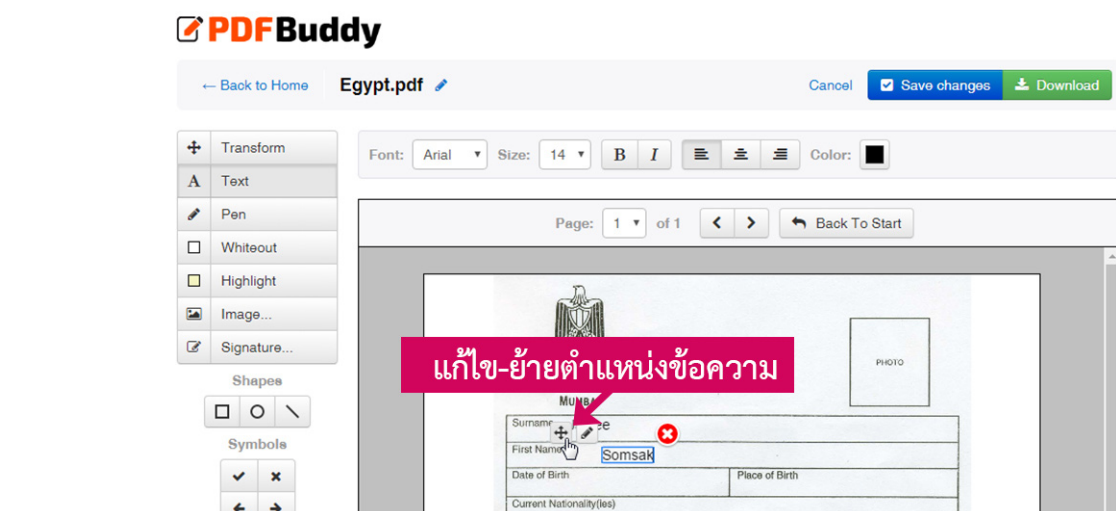 PDFBuddy
← Back to Home
Egypt.pdf
Cancel
Save changes
Download
Transform
Text
Pen
Whiteout
Highlight
Image...
Signature...
Shapes
Symbols
Font: Arial Size: 14 B I Color:
Page: 1 of 1 Back To Start
PHOTO
แก้ไข-ย้ายตำแหน่งข้อความ
Surname
First Name
Somsak
Date of Birth
Place of Birth
Current Nationality(ies)